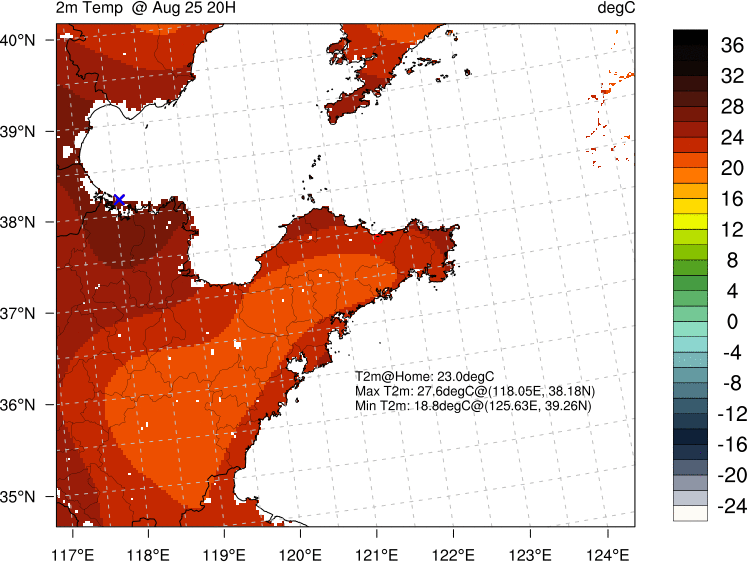 2m Temp @ Aug 25 20H
degC
40°N
39°N
38°N
37°N
36°N
35°N
T2m@Home: 23.0degC
Max T2m: 27.6degC@(118.05E, 38.18N)
Min T2m: 18.8degC@(125.63E, 39.26N)
117°E 118°E 119°E 120°E 121°E 122°E 123°E 124°E
36
32
28
24
20
16
12
8
4
0
-4
-8
-12
-16
-20
-24